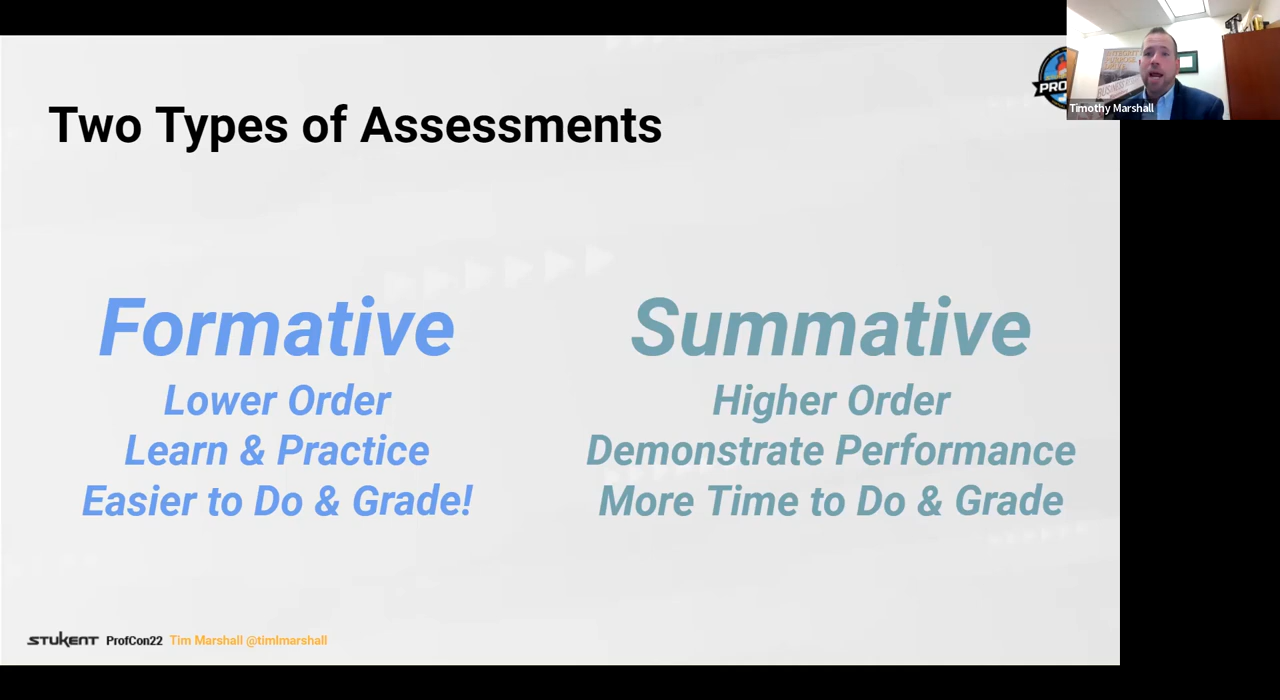 Two Types of Assessments
PRO
Timothy Marshall
Formative
Lower Order
Learn & Practice
Easier to Do & Grade!
Summative
Higher Order
Demonstrate Performance
More Time to Do & Grade
STUKENT ProfCon22 Tim Marshall @timlmarshall